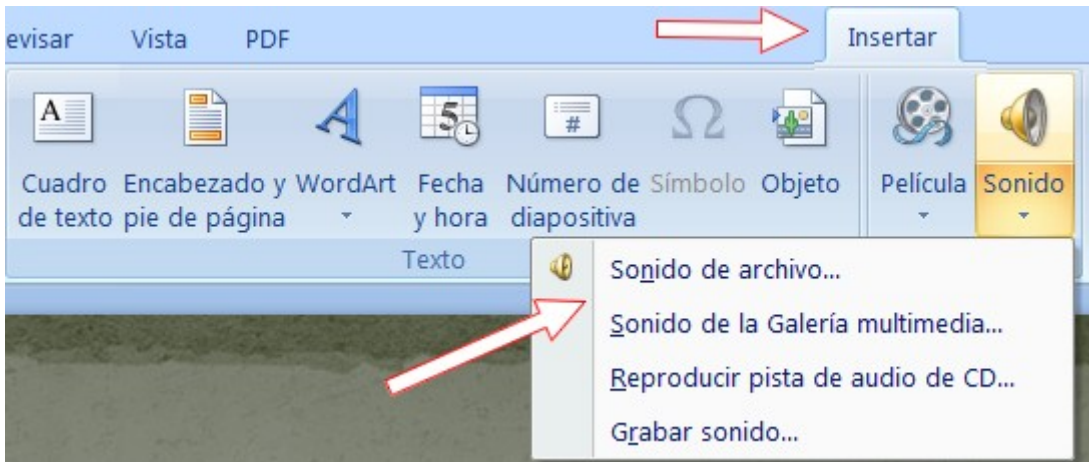 evisar Vista PDF Insertar
Cuadro de texto
Encabezado y pie de página
WordArt
Fecha y hora
Número de diapositiva
Símbolo
Objeto
Película
Sonido
Texto
Sonido de archivo...
Sonido de la Galería multimedia...
Reproducir pista de audio de CD...
Grabar sonido...